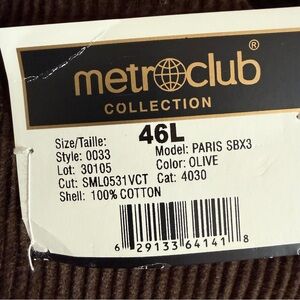 metroclub®
COLLECTION
Size/Taille: 46L
Style: 0033 Model: PARIS SBX3
Lot: 30105 Color: OLIVE
Cut: SML0531VCT Cat: 4030
Shell: 100% COTTON
6 29133 64141 8